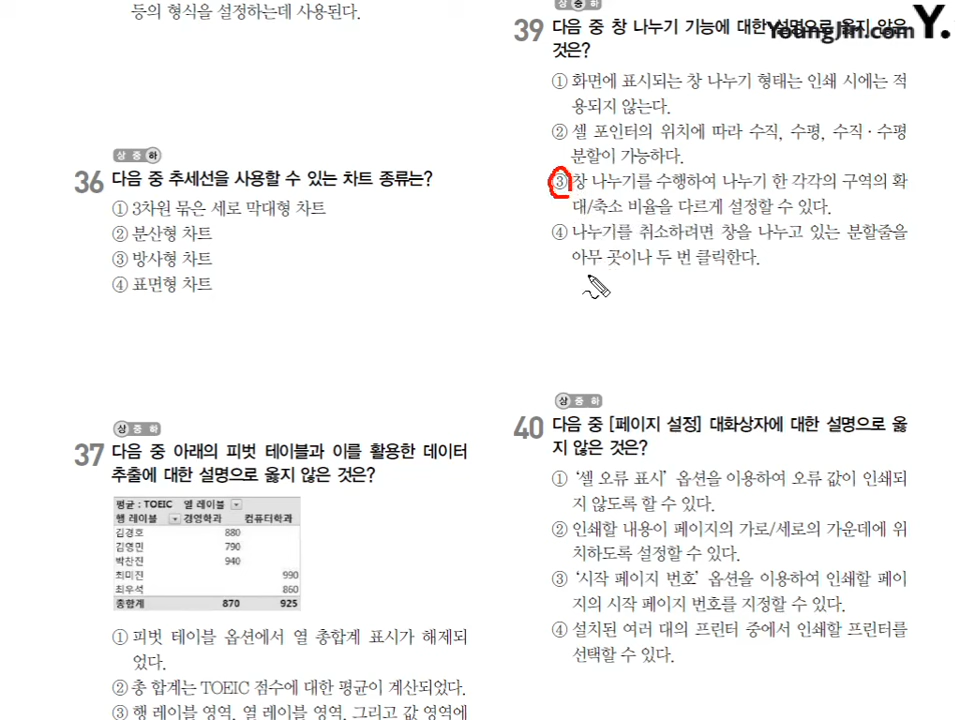 등의 형식을 설정하는데 사용된다.
상 중 하
36 다음 중 추세선을 사용할 수 있는 차트 종류는?
① 3차원 묶은 세로 막대형 차트
② 분산형 차트
③ 방사형 차트
④ 표면형 차트
상 중 하
37 다음 중 아래의 피벗 테이블과 이를 활용한 데이터
추출에 대한 설명으로 옳지 않은 것은?
평균 : TOEIC 열 레이블
행 레이블 경영학과 컴퓨터학과
김경호 880
김영민 790
박찬진 940
최미진 990
최우석 860
총합계 870 925
① 피벗 테이블 옵션에서 열 총합계 표시가 해제되
었다.
② 총 합계는 TOEIC 점수에 대한 평균이 계산되었다.
③ 행 레이블 영역, 열 레이블 영역, 그리고 값 영역에
상 중 하
39 다음 중 창 나누기 기능에 대한 설명으로 옳지 않은
것은?
YoungJin.com Y.
① 화면에 표시되는 창 나누기 형태는 인쇄 시에는 적
용되지 않는다.
② 셀 포인터의 위치에 따라 수직, 수평, 수직·수평
분할이 가능하다.
③ 창 나누기를 수행하여 나누기 한 각각의 구역의 확
대/축소 비율을 다르게 설정할 수 있다.
④ 나누기를 취소하려면 창을 나누고 있는 분할줄을
아무 곳이나 두 번 클릭한다.
상 중 하
40 다음 중 [페이지 설정] 대화상자에 대한 설명으로 옳
지 않은 것은?
① ‘셀 오류 표시’ 옵션을 이용하여 오류 값이 인쇄되
지 않도록 할 수 있다.
② 인쇄할 내용이 페이지의 가로/세로의 가운데에 위
치하도록 설정할 수 있다.
③ ‘시작 페이지 번호’ 옵션을 이용하여 인쇄할 페이
지의 시작 페이지 번호를 지정할 수 있다.
④ 설치된 여러 대의 프린터 중에서 인쇄할 프린터를
선택할 수 있다.